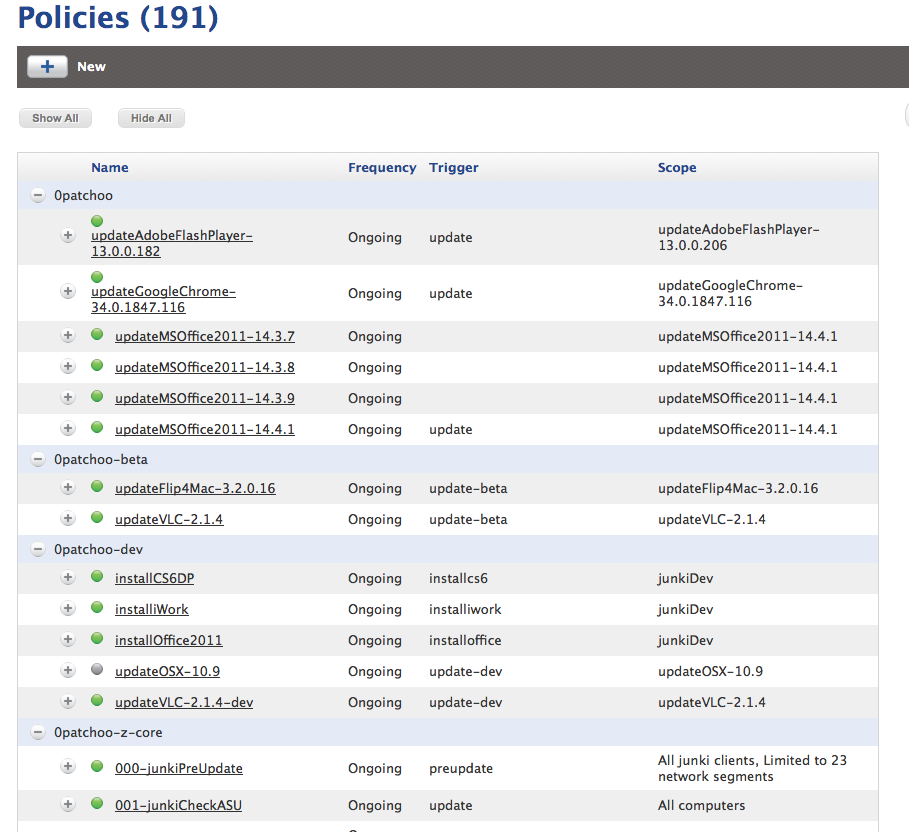 Policies (191)
New
Show All Hide All
Name Frequency Trigger Scope
0patchoo
updateAdobeFlashPlayer-
13.0.0.182 Ongoing update updateAdobeFlashPlayer-
13.0.0.206
updateGoogleChrome-
34.0.1847.116 Ongoing update updateGoogleChrome-
34.0.1847.116
updateMSOffice2011-14.3.7 Ongoing updateMSOffice2011-14.4.1
updateMSOffice2011-14.3.8 Ongoing updateMSOffice2011-14.4.1
updateMSOffice2011-14.3.9 Ongoing updateMSOffice2011-14.4.1
updateMSOffice2011-14.4.1 Ongoing update updateMSOffice2011-14.4.1
0patchoo-beta
updateFlip4Mac-3.2.0.16 Ongoing update-beta updateFlip4Mac-3.2.0.16
updateVLC-2.1.4 Ongoing update-beta updateVLC-2.1.4
0patchoo-dev
installCS6DP Ongoing installcs6 junkiDev
installiWork Ongoing installiwork junkiDev
installOffice2011 Ongoing installoffice junkiDev
updateOSX-10.9 Ongoing update-dev updateOSX-10.9
updateVLC-2.1.4-dev Ongoing update-dev updateVLC-2.1.4
0patchoo-z-core
000-junkiPreUpdate Ongoing preupdate All junki clients, Limited to 23
network segments
001-junkiCheckASU Ongoing update All computers